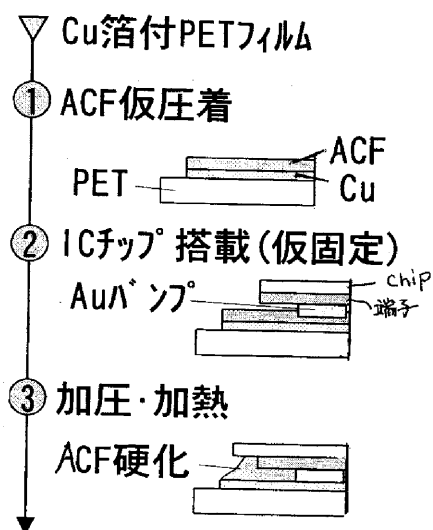 Cu箔付PETフィルム
① ACF仮圧着
ACF
PET
Cu
② ICチップ搭載(仮固定)
chip
Auバンプ
端子
③ 加圧・加熱
ACF硬化